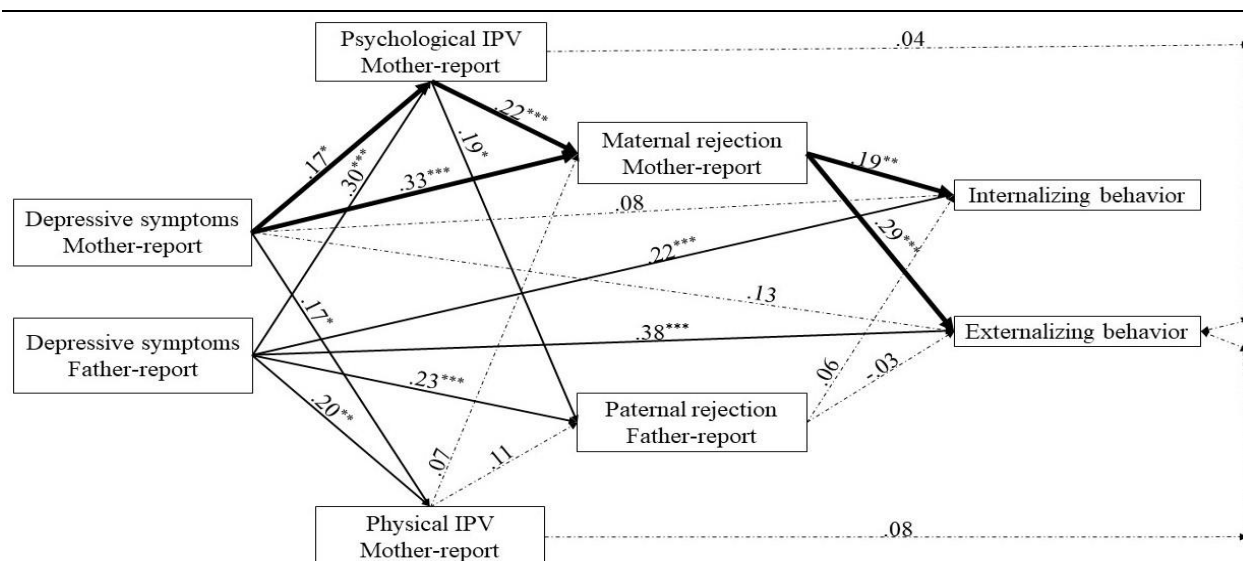 Psychological IPV
Mother-report
.04
.22***
.17*
.30***
.19*
Maternal rejection
Mother-report
.33***
.19**
.08
Internalizing behavior
Depressive symptoms
Mother-report
.29***
.22***
.17*
.13
Depressive symptoms
Father-report
.38***
Externalizing behavior
.23***
.06
-.03
.20**
Paternal rejection
Father-report
.07
.11
Physical IPV
Mother-report
.08